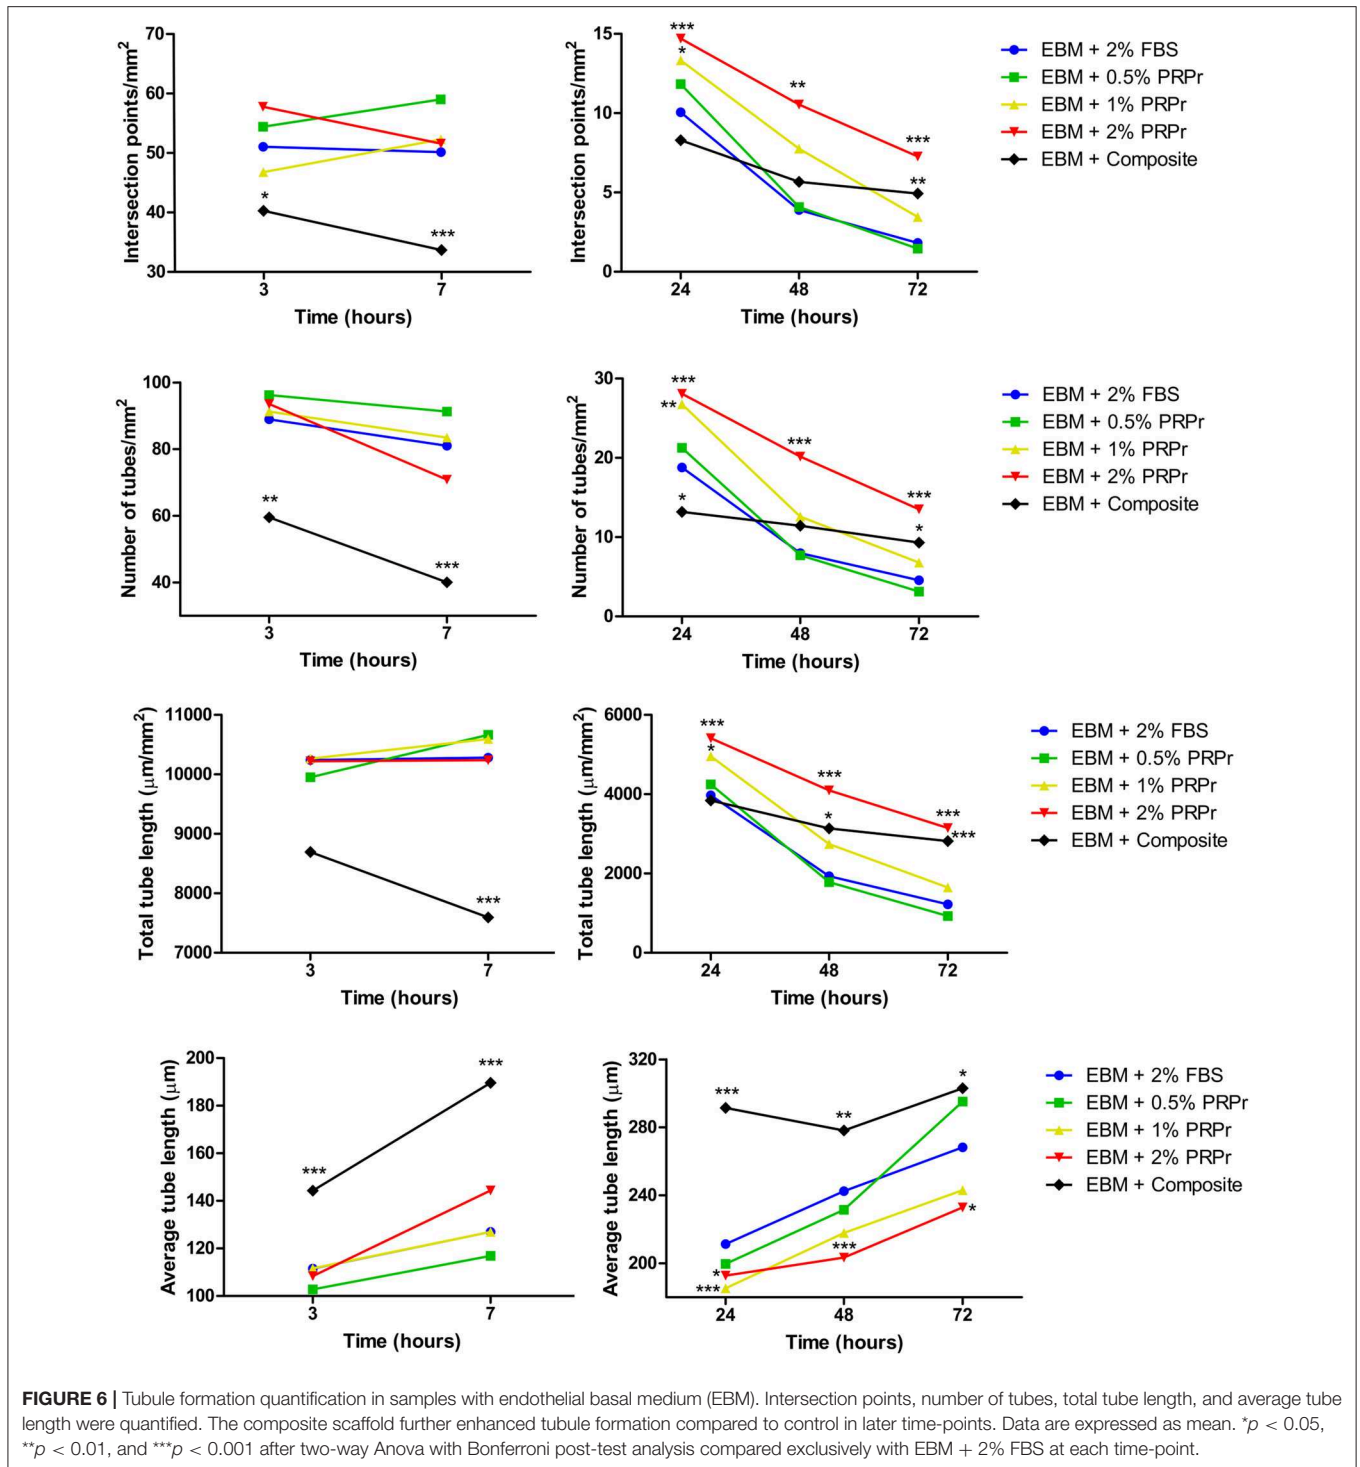 70
60
50
40
30
Intersection points/mm2
*
***
3
7
Time (hours)
15
10
5
0
Intersection points/mm2
***
*
**
***
**
24
48
72
Time (hours)
EBM + 2% FBS
EBM + 0.5% PRPr
EBM + 1% PRPr
EBM + 2% PRPr
EBM + Composite
100
80
60
40
Number of tubes/mm2
**
***
3
7
Time (hours)
30
20
10
0
Number of tubes/mm2
***
**
*
***
***
*
24
48
72
Time (hours)
EBM + 2% FBS
EBM + 0.5% PRPr
EBM + 1% PRPr
EBM + 2% PRPr
EBM + Composite
11000
10000
9000
8000
7000
Total tube length (μm/mm2)
***
3
7
Time (hours)
6000
4000
2000
0
Total tube length (μm/mm2)
***
*
***
*
***
***
24
48
72
Time (hours)
EBM + 2% FBS
EBM + 0.5% PRPr
EBM + 1% PRPr
EBM + 2% PRPr
EBM + Composite
200
180
160
140
120
100
Average tube length (μm)
***
***
3
7
Time (hours)
320
280
240
200
Average tube length (μm)
***
**
*
*
***
***
*
24
48
72
Time (hours)
EBM + 2% FBS
EBM + 0.5% PRPr
EBM + 1% PRPr
EBM + 2% PRPr
EBM + Composite
FIGURE 6 | Tubule formation quantification in samples with endothelial basal medium (EBM). Intersection points, number of tubes, total tube length, and average tube
length were quantified. The composite scaffold further enhanced tubule formation compared to control in later time-points. Data are expressed as mean. *p < 0.05,
**p < 0.01, and ***p < 0.001 after two-way Anova with Bonferroni post-test analysis compared exclusively with EBM + 2% FBS at each time-point.